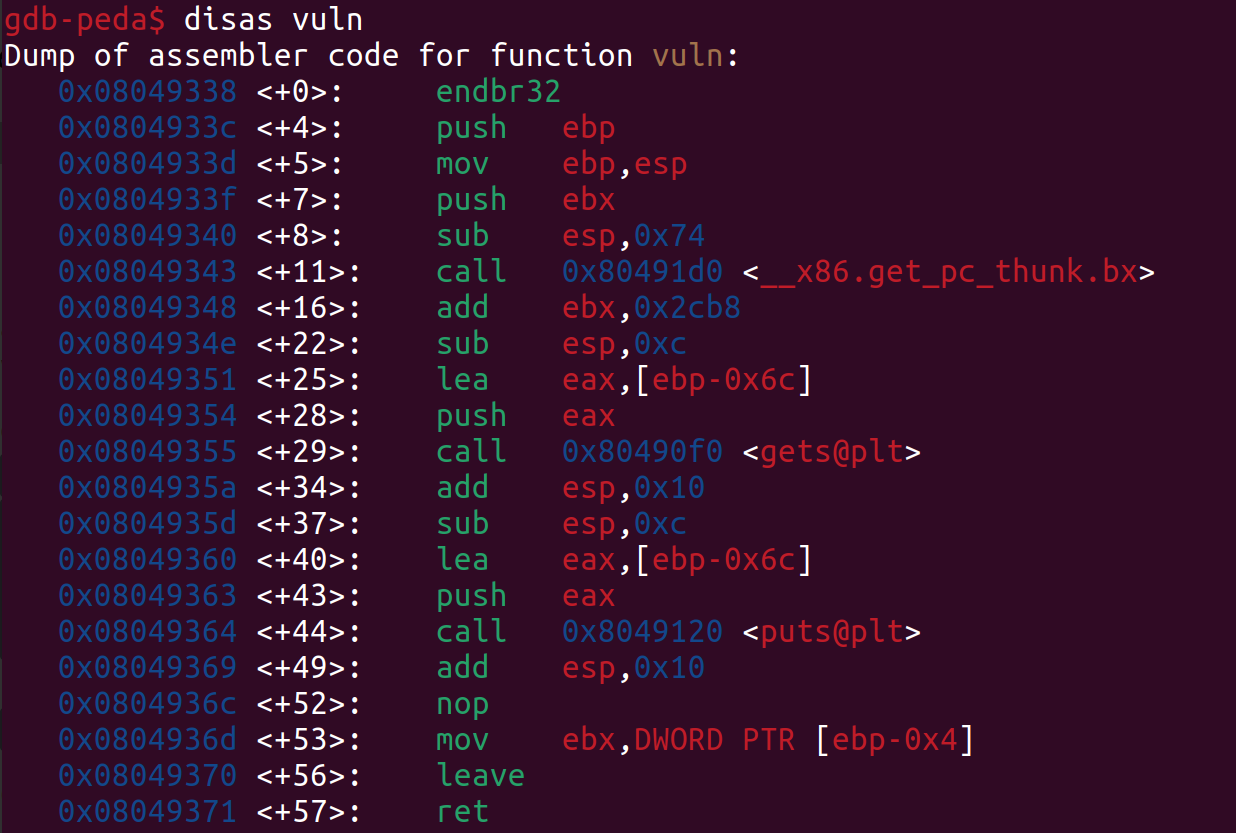 gdb-peda$ disas vuln
Dump of assembler code for function vuln:
   0x08049338 <+0>:     endbr32
   0x0804933c <+4>:     push   ebp
   0x0804933d <+5>:     mov    ebp,esp
   0x0804933f <+7>:     push   ebx
   0x08049340 <+8>:     sub    esp,0x74
   0x08049343 <+11>:    call   0x80491d0 <__x86.get_pc_thunk.bx>
   0x08049348 <+16>:    add    ebx,0x2cb8
   0x0804934e <+22>:    sub    esp,0xc
   0x08049351 <+25>:    lea    eax,[ebp-0x6c]
   0x08049354 <+28>:    push   eax
   0x08049355 <+29>:    call   0x80490f0 <gets@plt>
   0x0804935a <+34>:    add    esp,0x10
   0x0804935d <+37>:    sub    esp,0xc
   0x08049360 <+40>:    lea    eax,[ebp-0x6c]
   0x08049363 <+43>:    push   eax
   0x08049364 <+44>:    call   0x8049120 <puts@plt>
   0x08049369 <+49>:    add    esp,0x10
   0x0804936c <+52>:    nop
   0x0804936d <+53>:    mov    ebx,DWORD PTR [ebp-0x4]
   0x08049370 <+56>:    leave
   0x08049371 <+57>:    ret